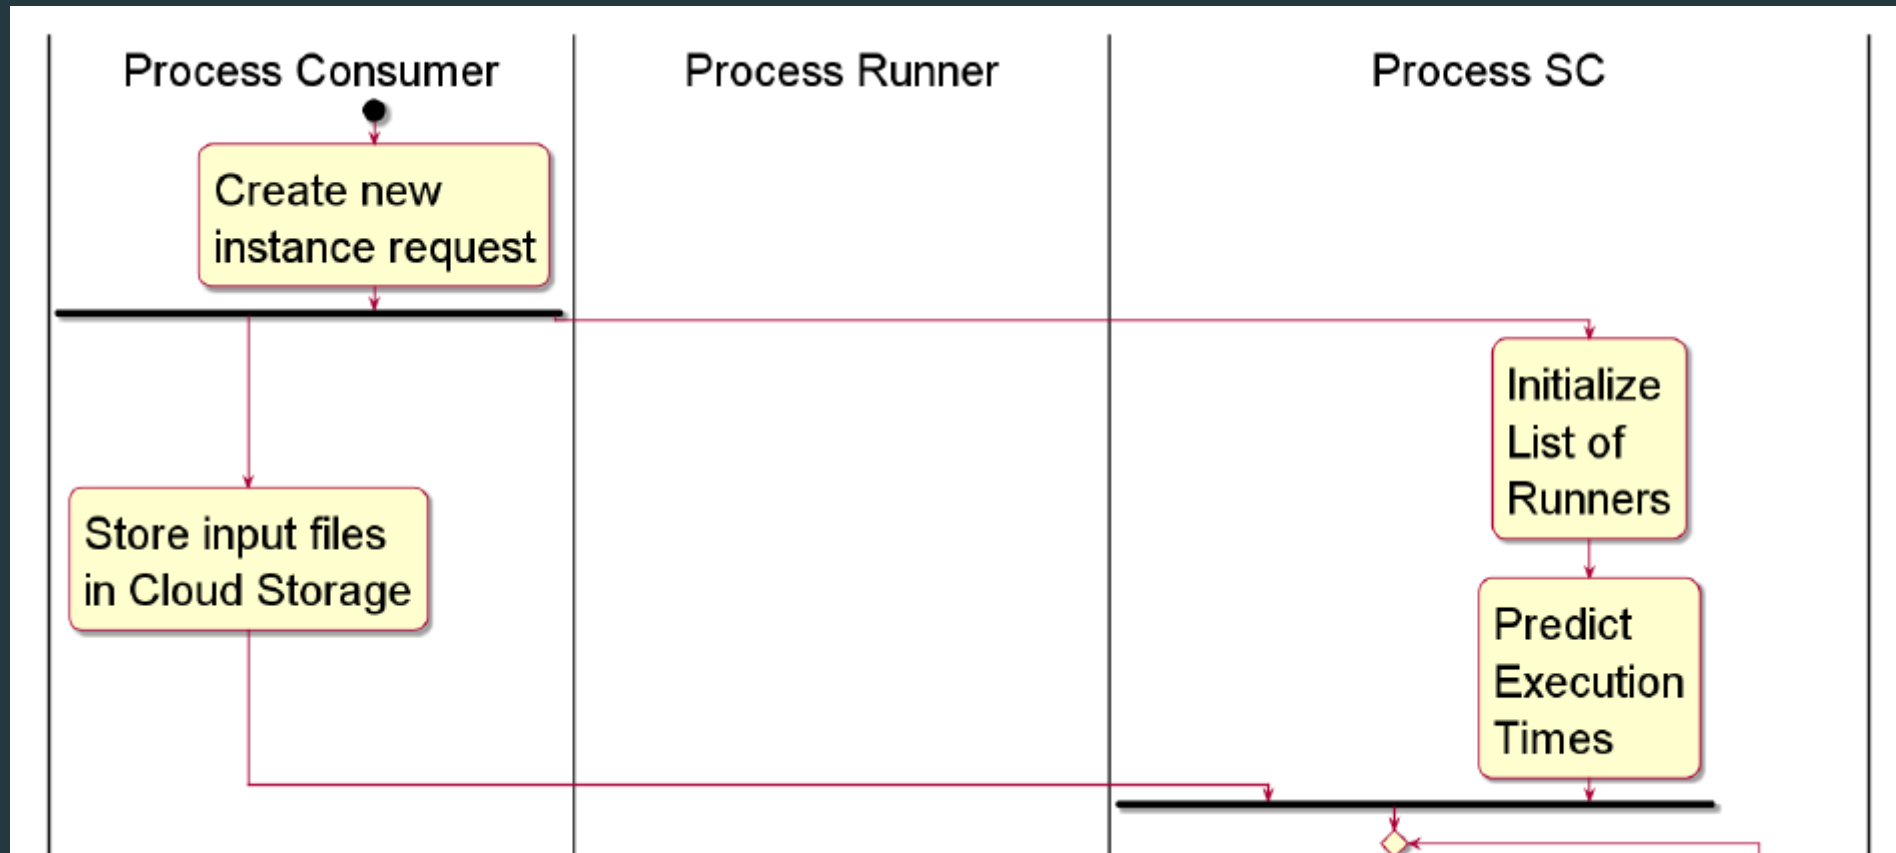 Process Consumer
Process Runner
Process SC
Create new
instance request
Initialize
List of
Runners
Store input files
in Cloud Storage
Predict
Execution
Times